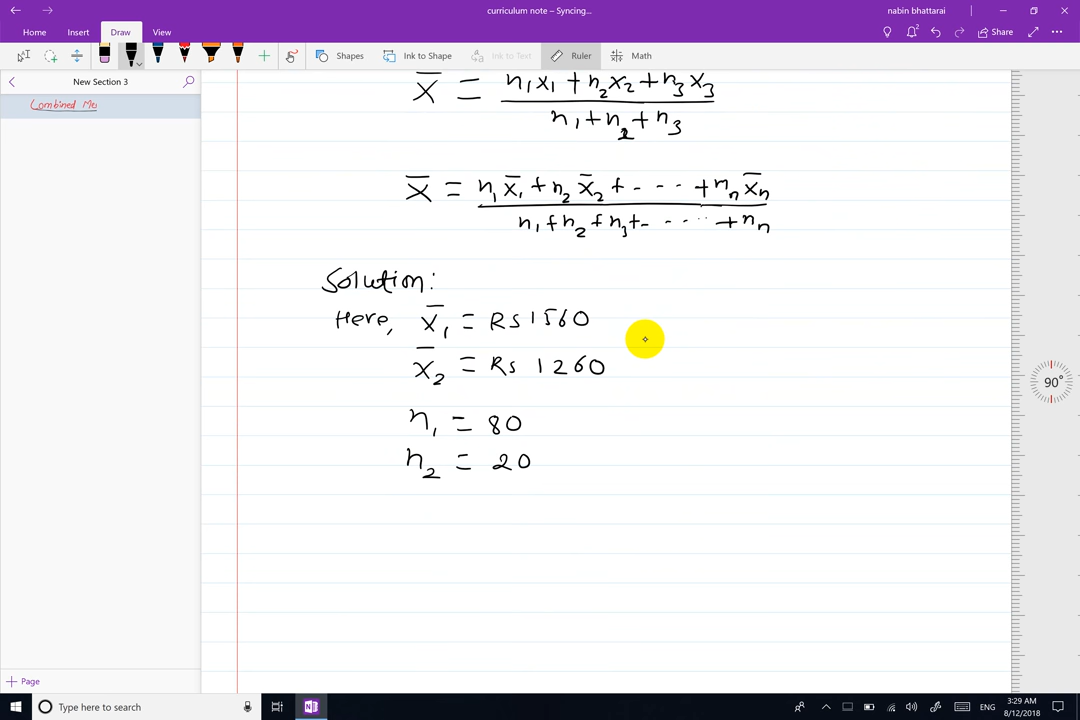 curriculum note – Syncing...
nabin bhattarai
Home Insert Draw View
Share
Shapes Ink to Shape Ink to Text Ruler Math
New Section 3
Combined Me
X̅ = (n₁x₁ + n₂x₂ + n₃x₃) / (n₁ + n₂ + n₃)
X̅ = (n₁x̅₁ + n₂x̅₂ + - - - - + nₙx̅ₙ) / (n₁ + n₂ + n₃ + - - - - + nₙ)
Solution:
Here, x̅₁ = Rs 1560
x̅₂ = Rs 1260
90°
n₁ = 80
n₂ = 20
+ Page
Type here to search
ENG
3:29 AM
8/12/2018